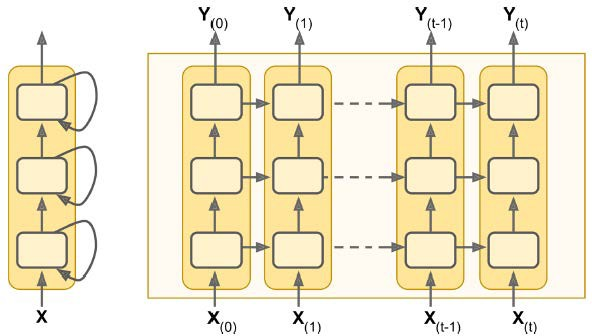 Y(0) Y(1) Y(t-1) Y(t)
X X(0) X(1) X(t-1) X(t)